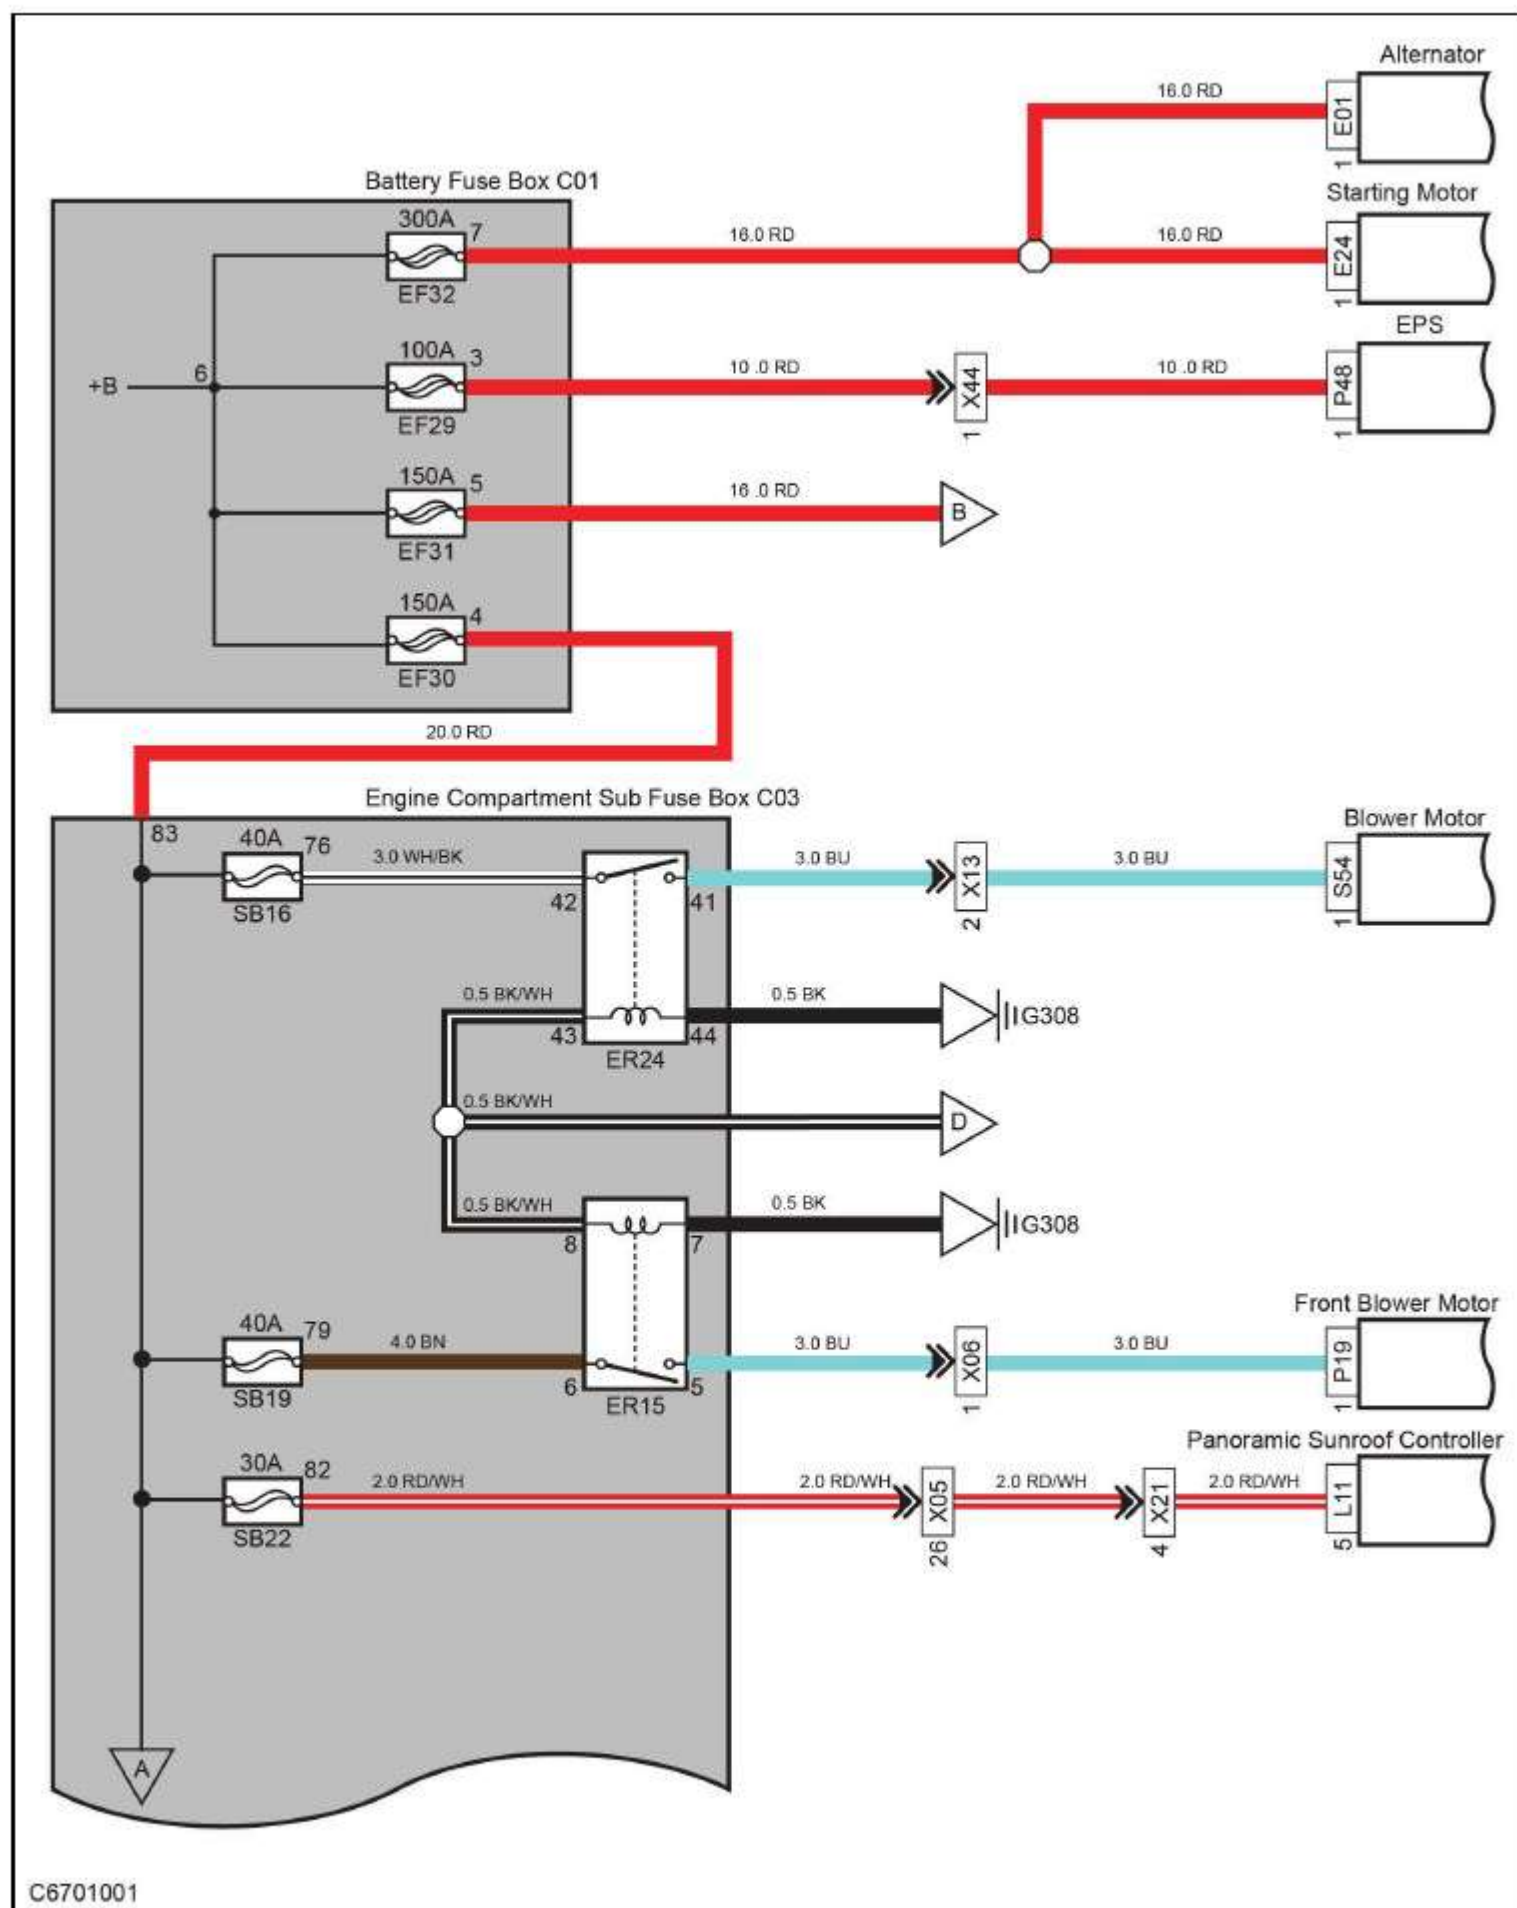 Alternator
16.0 RD
E01
1
Battery Fuse Box C01
Starting Motor
300A
7
16.0 RD
16.0 RD
E24
1
EF32
EPS
100A
3
10 .0 RD
10 .0 RD
+B
6
X44
1
P48
1
EF29
150A
5
16 .0 RD
B
EF31
150A
4
EF30
20.0 RD
Engine Compartment Sub Fuse Box C03
83
Blower Motor
40A
76
3.0 WH/BK
3.0 BU
3.0 BU
X13
2
S54
1
SB16
42
41
0.5 BK/WH
0.5 BK
G308
43
44
ER24
0.5 BK/WH
D
0.5 BK/WH
0.5 BK
G308
8
7
Front Blower Motor
40A
79
4.0 BN
3.0 BU
3.0 BU
X06
1
P19
1
SB19
6
5
ER15
Panoramic Sunroof Controller
30A
82
2.0 RD/WH
2.0 RD/WH
2.0 RD/WH
2.0 RD/WH
X05
26
X21
4
L11
5
SB22
A
C6701001